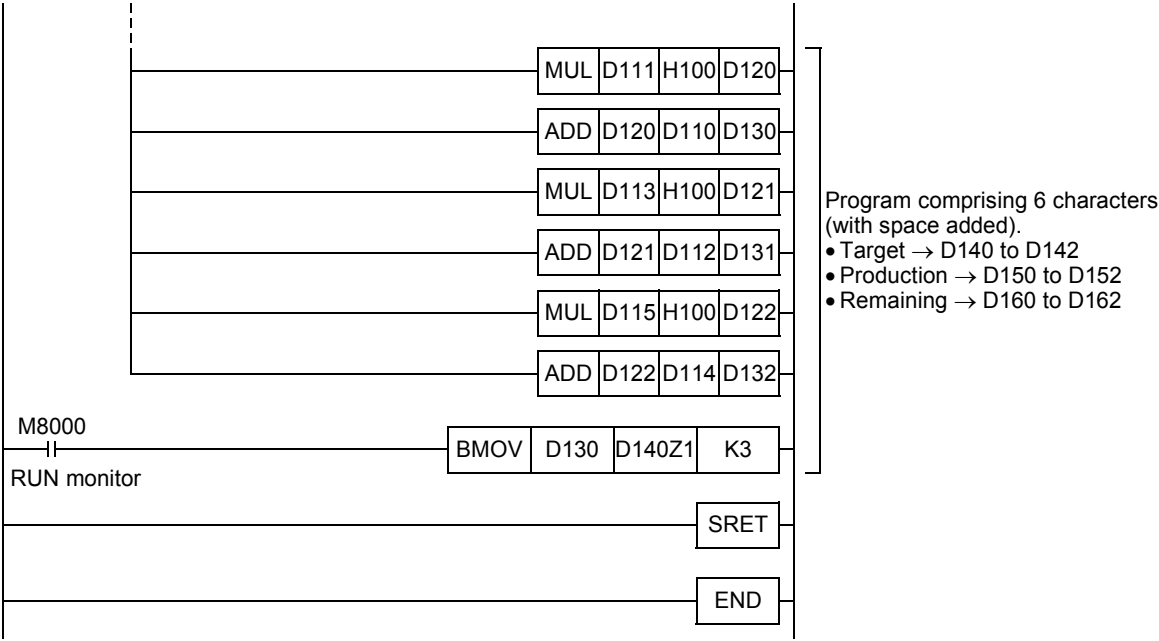 MUL D111 H100 D120
ADD D120 D110 D130
MUL D113 H100 D121
ADD D121 D112 D131
MUL D115 H100 D122
ADD D122 D114 D132
Program comprising 6 characters
(with space added).
• Target → D140 to D142
• Production → D150 to D152
• Remaining → D160 to D162
M8000
BMOV D130 D140Z1 K3
RUN monitor
SRET
END